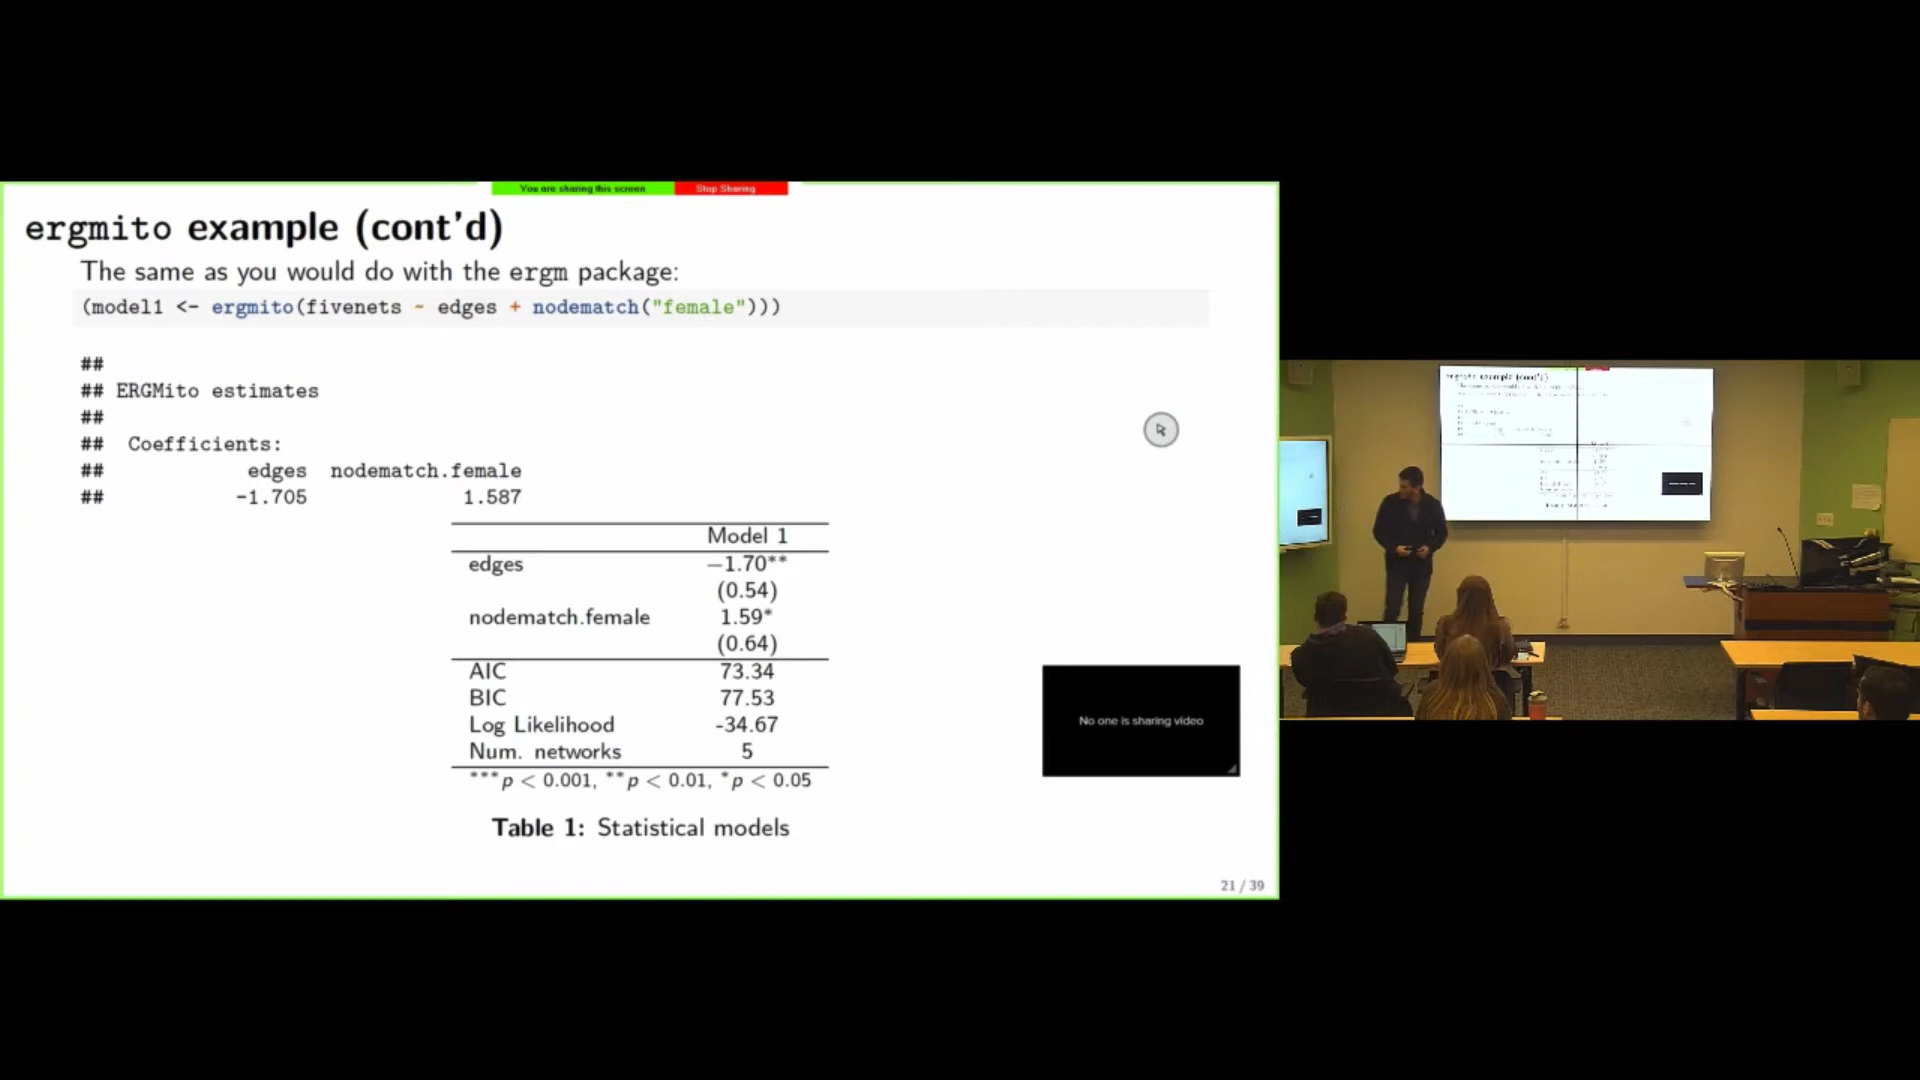 You are sharing this screen Stop Sharing
ergmito example (cont'd)
The same as you would do with the ergm package:
(model1 <- ergmito(fivenets ~ edges + nodematch("female")))
##
## ERGMito estimates
##
## Coefficients:
## edges nodematch.female
## -1.705 1.587
Model 1
edges −1.70**
(0.54)
nodematch.female 1.59*
(0.64)
AIC 73.34
BIC 77.53
Log Likelihood -34.67
Num. networks 5
***p < 0.001, **p < 0.01, *p < 0.05
Table 1: Statistical models
No one is sharing video
21 / 39
ergmito example (cont'd)